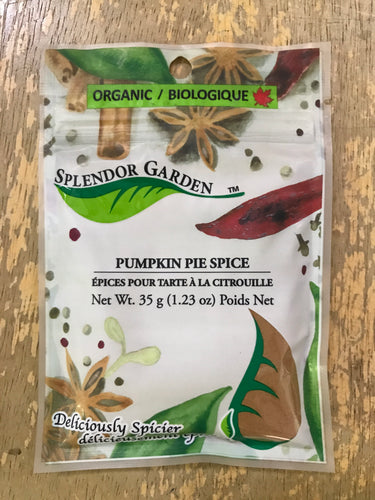 ORGANIC / BIOLOGIQUE
SPLENDOR GARDEN ™
PUMPKIN PIE SPICE
ÉPICES POUR TARTE À LA CITROUILLE
Net Wt. 35 g (1.23 oz) Poids Net
Deliciously Spicier
délicieusement